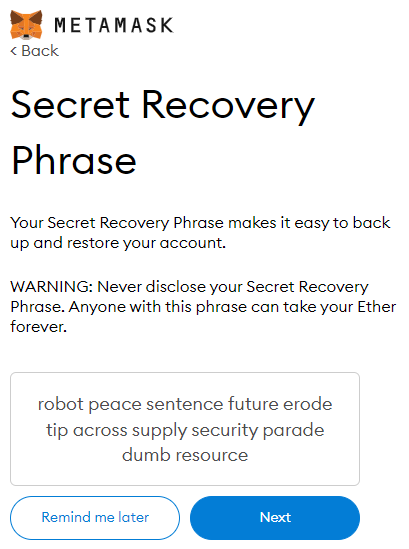 METAMASK
< Back
Secret Recovery
Phrase
Your Secret Recovery Phrase makes it easy to back
up and restore your account.
WARNING: Never disclose your Secret Recovery
Phrase. Anyone with this phrase can take your Ether
forever.
robot peace sentence future erode
tip across supply security parade
dumb resource
Remind me later
Next